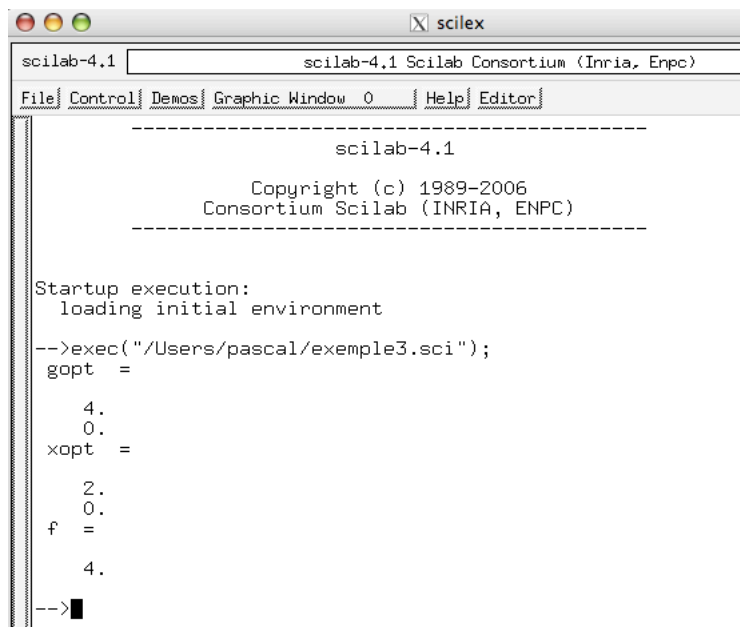 X scilex
scilab-4.1
scilab-4.1 Scilab Consortium (Inria, Enpc)
File Control Demos Graphic Window 0 Help Editor
-------------------------------------------
scilab-4.1
Copyright (c) 1989-2006
Consortium Scilab (INRIA, ENPC)
-------------------------------------------
Startup execution:
loading initial environment
-->exec("/Users/pascal/exemple3.sci");
gopt =
4.
0.
xopt =
2.
0.
f =
4.
-->